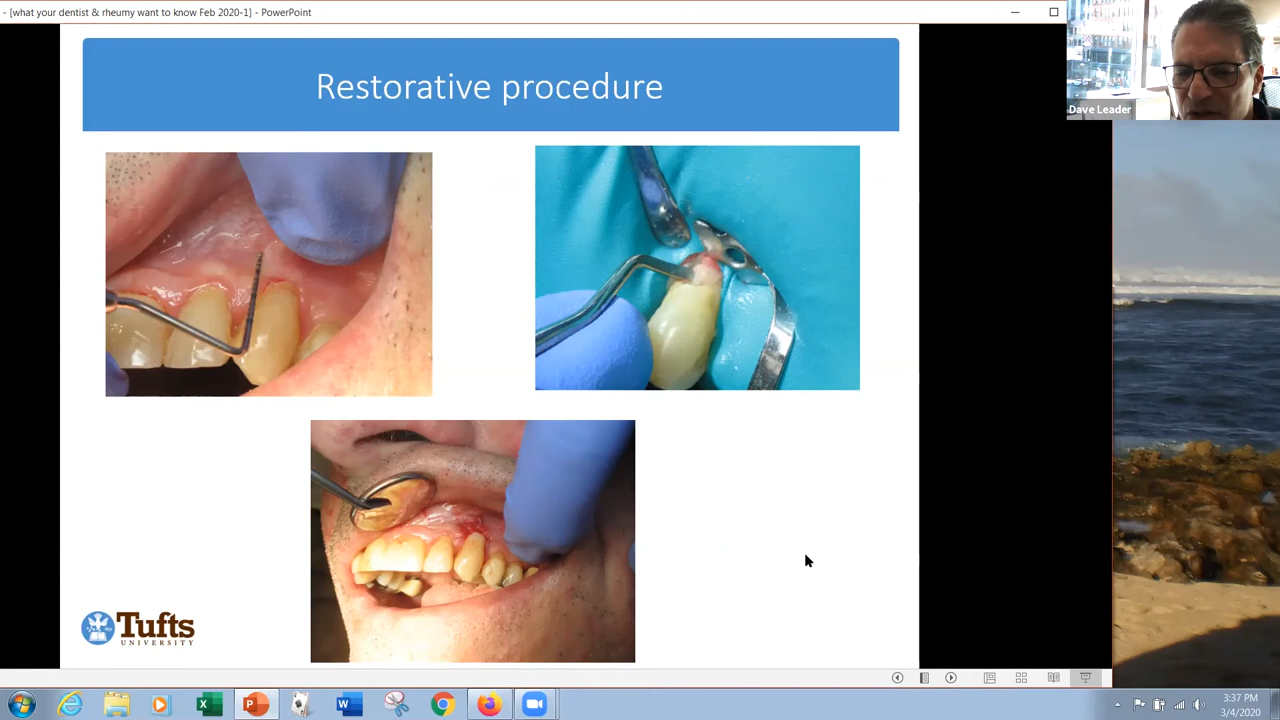 - [what your dentist & rheumy want to know Feb 2020-1] - PowerPoint
Dave Leader
Restorative procedure
Tufts
UNIVERSITY
3:37 PM
3/4/2020